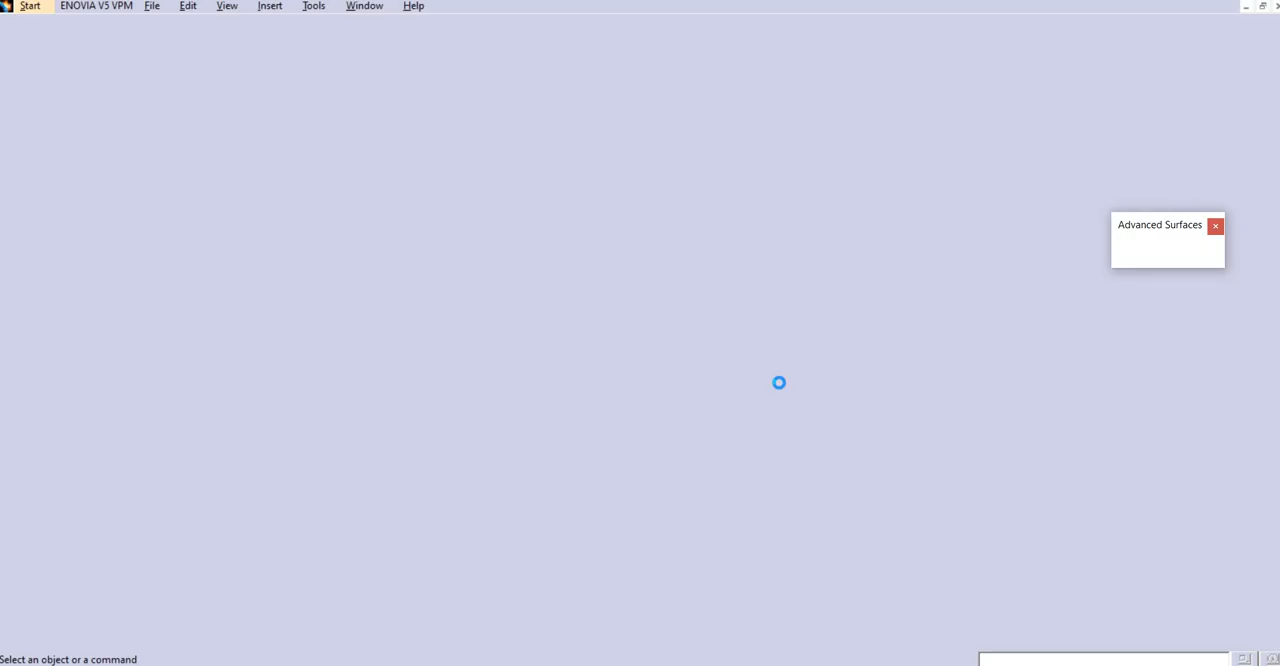 Start ENOVIA V5 VPM File Edit View Insert Tools Window Help
Advanced Surfaces
Select an object or a command